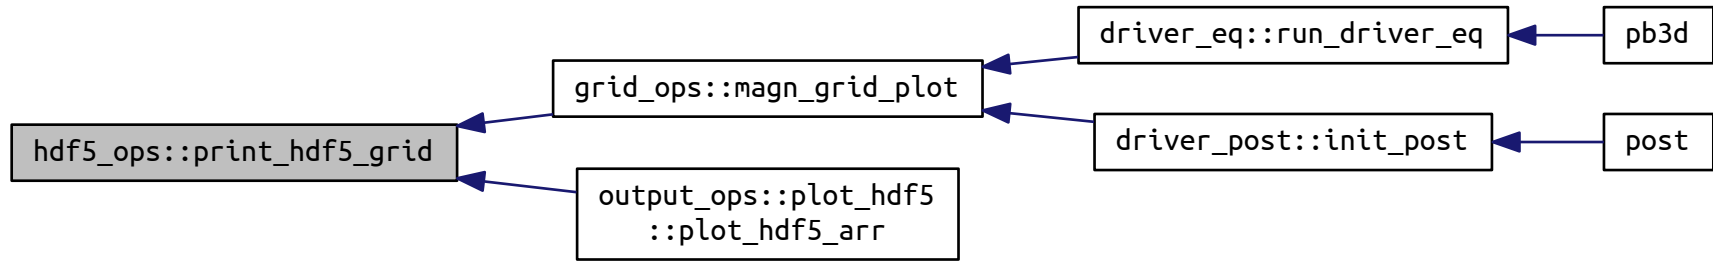 driver_eq::run_driver_eq
pb3d
grid_ops::magn_grid_plot
hdf5_ops::print_hdf5_grid
driver_post::init_post
post
output_ops::plot_hdf5
::plot_hdf5_arr